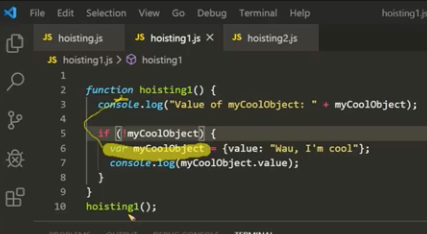 File Edit Selection View Go Debug Terminal Help hoisting1.js
JS hoisting.js JS hoisting1.js X JS hoisting2.js
JS hoisting1.js > hoisting1
1
2 function hoisting1() {
3 console.log("Value of myCoolObject: " + myCoolObject);
4
5 if (!myCoolObject) {
6 var myCoolObject = {value: "Wau, I'm cool"};
7 console.log(myCoolObject.value);
8 }
9 }
10 hoisting1();
TERMINAL